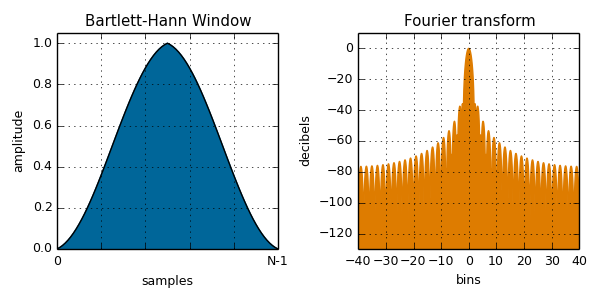 Bartlett-Hann Window
1.0
0.8
0.6
0.4
0.2
0.0
amplitude
0
N-1
samples
Fourier transform
0
−20
−40
−60
−80
−100
−120
decibels
−40 −30 −20 −10 0 10 20 30 40
bins